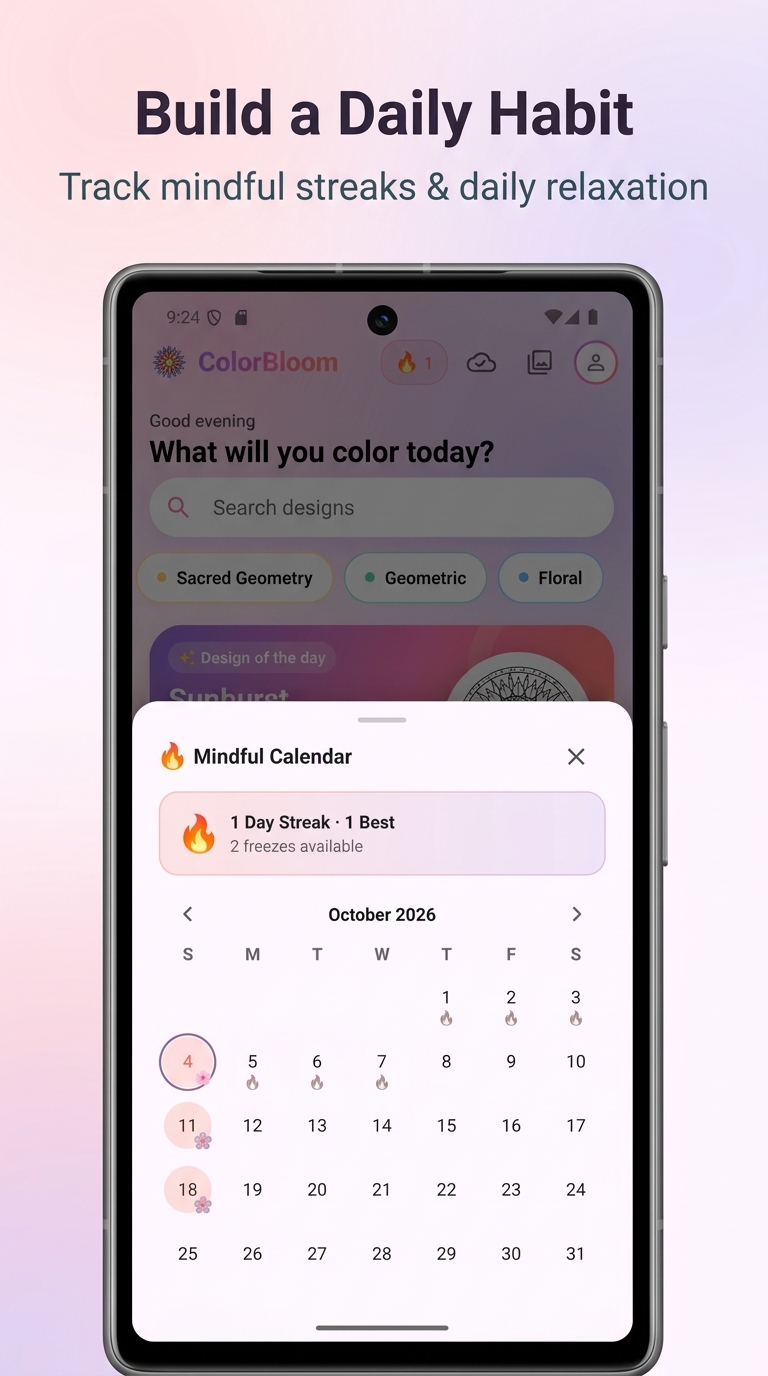 Build a Daily Habit
Track mindful streaks & daily relaxation
9:24
ColorBloom 🔥 1
Good evening
What will you color today?
Search designs
Sacred Geometry Geometric Floral
Design of the day
Sunburst
🔥 Mindful Calendar
1 Day Streak · 1 Best
2 freezes available
October 2026
S M T W T F S
1 2 3
4 5 6 7 8 9 10
11 12 13 14 15 16 17
18 19 20 21 22 23 24
25 26 27 28 29 30 31